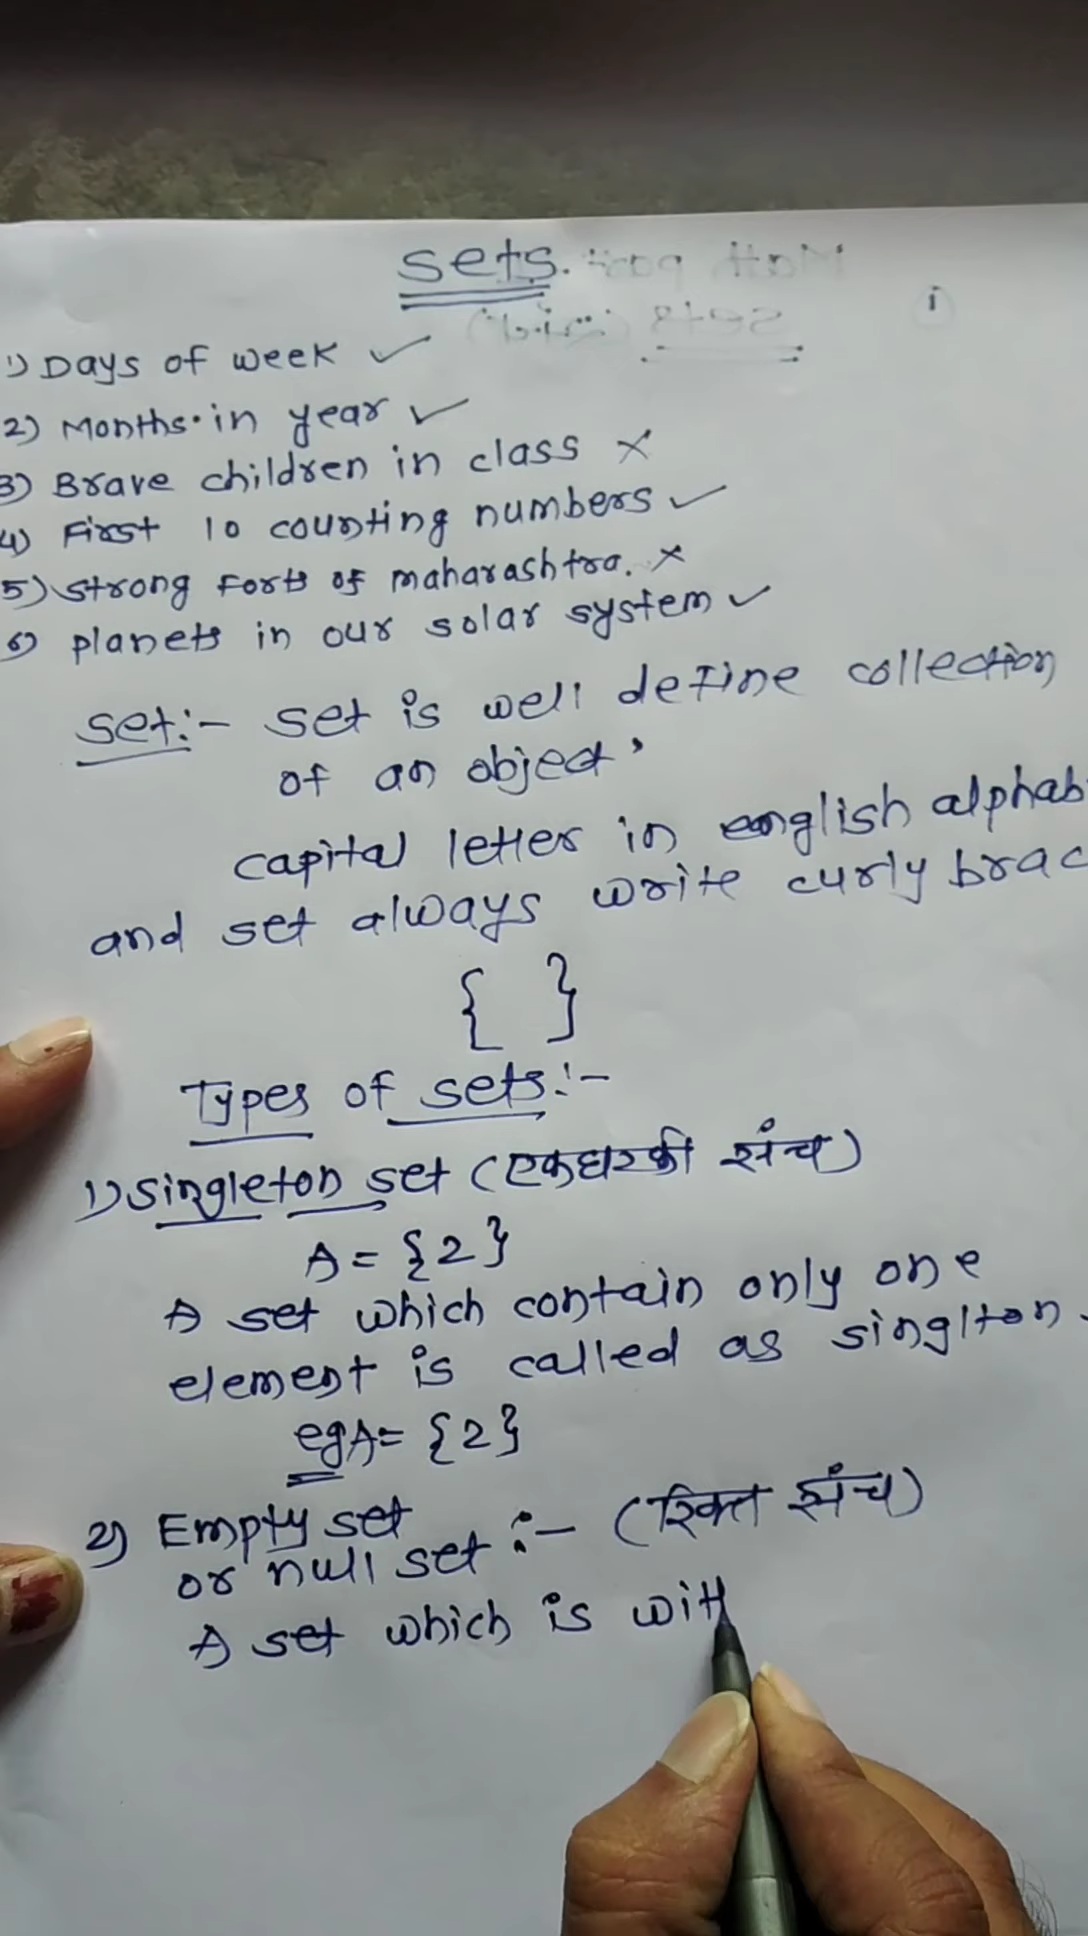 sets.
1) Days of week ✓
2) Months in year ✓
3) Brave children in class ×
4) First 10 counting numbers ✓
5) strong Forts of maharashtra. ×
6) planets in our solar system ✓
set:- set is well define collection
of an object'
capital letter in english alphab
and set always write curly brac
{ }
Types of sets:-
1) singleton set (एकघटकी संच)
A = {2}
A set which contain only one
element is called as singlton.
eg A= {2}
2) Empty set
or null set :- (रिक्त संच)
A set which is with